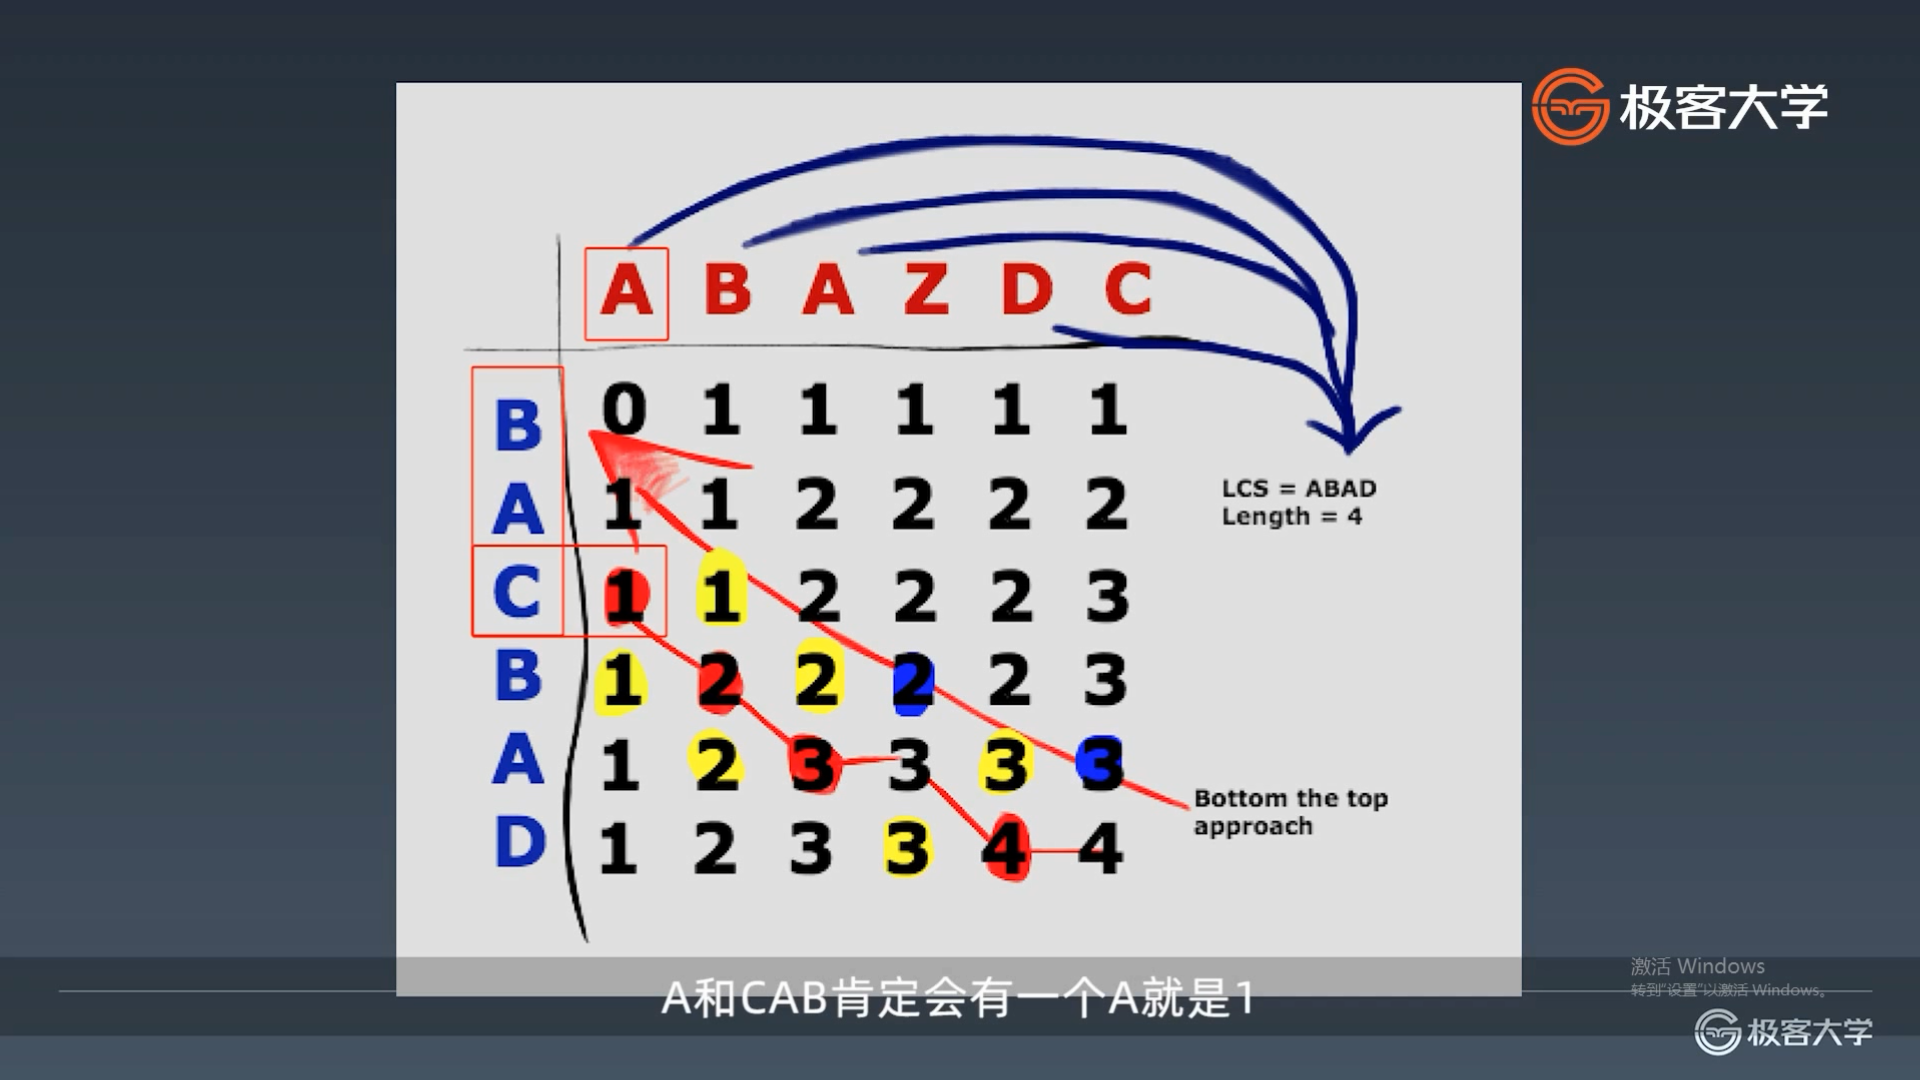 极客大学
A B A Z D C
B 0 1 1 1 1 1
A 1 1 2 2 2 2
C 1 1 2 2 2 3
B 1 2 2 2 2 3
A 1 2 3 3 3 3
D 1 2 3 3 4 4
LCS = ABAD
Length = 4
Bottom the top
approach
A和CAB肯定会有一个A就是1
激活 Windows
转到"设置"以激活 Windows。
极客大学